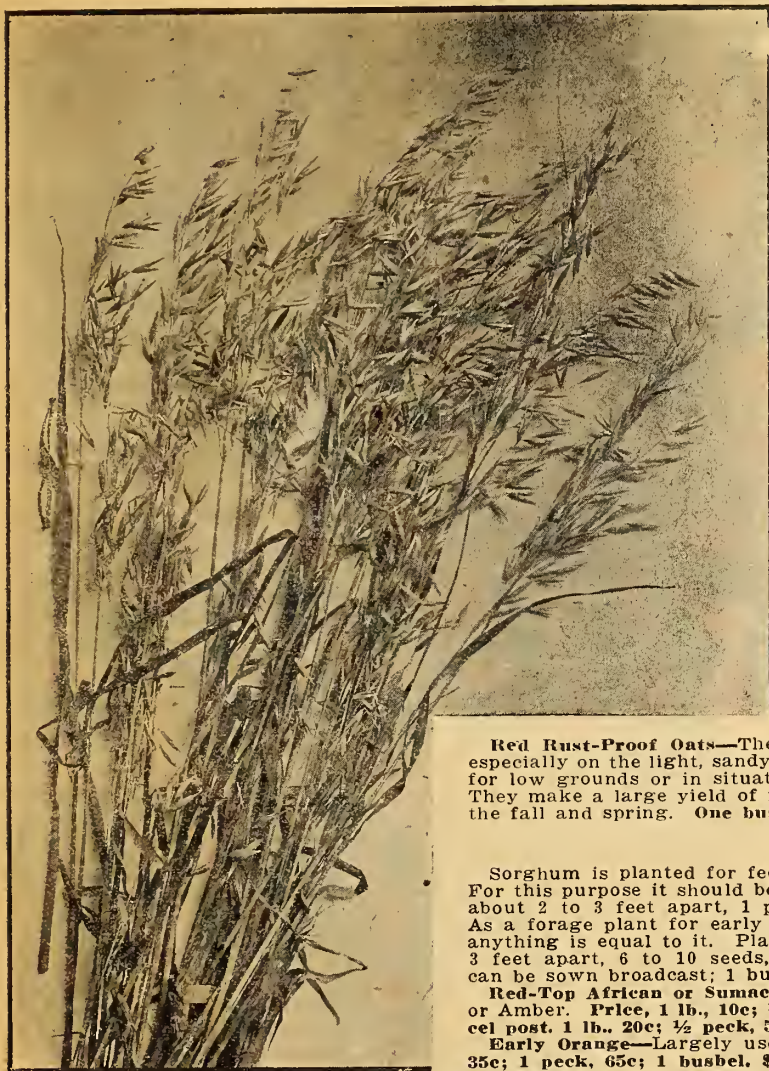 Red Rust-Proof Oats—The
especially on the light, sandy
for low grounds or in situat
They make a large yield of
the fall and spring. One bu
Sorghum is planted for fe
For this purpose it should be
about 2 to 3 feet apart, 1 p
As a forage plant for early
anything is equal to it. Pla
3 feet apart, 6 to 10 seeds,
can be sown broadcast; 1 bu
Red-Top African or Sumac
or Amber. Price, 1 lb., 10c;
cel post. 1 lb.. 20c; ½ peck,
Early Orange—Largely us
35c; 1 peck, 65c; 1 bushel, $